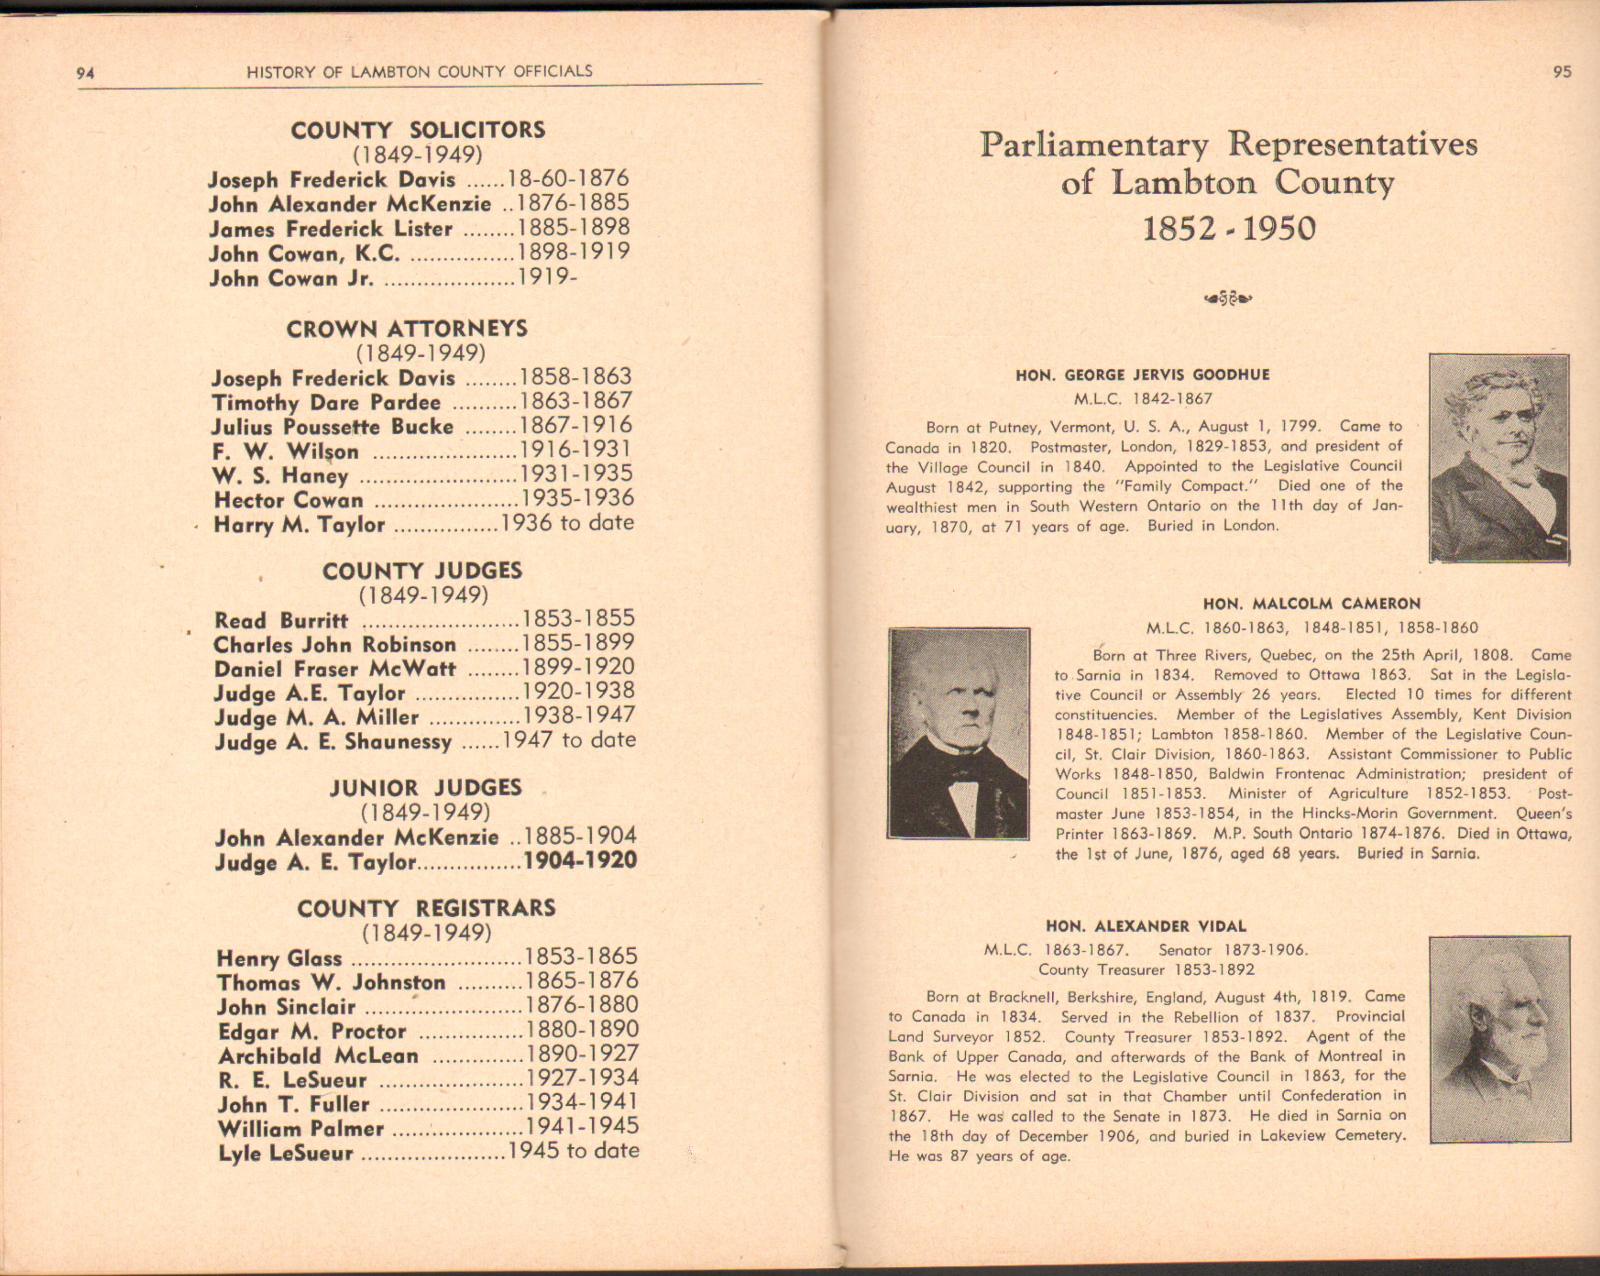 94 HISTORY OF LAMBTON COUNTY OFFICIALS
COUNTY SOLICITORS
(1849-1949)
Joseph Frederick Davis ......18-60-1876
John Alexander McKenzie ..1876-1885
James Frederick Lister ........1885-1898
John Cowan, K.C. ................1898-1919
John Cowan Jr. ....................1919-
CROWN ATTORNEYS
(1849-1949)
Joseph Frederick Davis ........1858-1863
Timothy Dare Pardee ..........1863-1867
Julius Poussette Bucke ........1867-1916
F. W. Wilson ......................1916-1931
W. S. Haney ........................1931-1935
Hector Cowan ......................1935-1936
Harry M. Taylor ................1936 to date
COUNTY JUDGES
(1849-1949)
Read Burritt ........................1853-1855
Charles John Robinson ........1855-1899
Daniel Fraser McWatt ........1899-1920
Judge A.E. Taylor ................1920-1938
Judge M. A. Miller ..............1938-1947
Judge A. E. Shaunessy ......1947 to date
JUNIOR JUDGES
(1849-1949)
John Alexander McKenzie ..1885-1904
Judge A. E. Taylor................1904-1920
COUNTY REGISTRARS
(1849-1949)
Henry Glass ..........................1853-1865
Thomas W. Johnston ..........1865-1876
John Sinclair ........................1876-1880
Edgar M. Proctor ................1880-1890
Archibald McLean ..............1890-1927
R. E. LeSueur ......................1927-1934
John T. Fuller ......................1934-1941
William Palmer ....................1941-1945
Lyle LeSueur ......................1945 to date
95
Parliamentary Representatives
of Lambton County
1852 - 1950
HON. GEORGE JERVIS GOODHUE
M.L.C. 1842-1867
Born at Putney, Vermont, U. S. A., August 1, 1799. Came to
Canada in 1820. Postmaster, London, 1829-1853, and president of
the Village Council in 1840. Appointed to the Legislative Council
August 1842, supporting the "Family Compact." Died one of the
wealthiest men in South Western Ontario on the 11th day of Jan-
uary, 1870, at 71 years of age. Buried in London.
HON. MALCOLM CAMERON
M.L.C. 1860-1863, 1848-1851, 1858-1860
Born at Three Rivers, Quebec, on the 25th April, 1808. Came
to Sarnia in 1834. Removed to Ottawa 1863. Sat in the Legisla-
tive Council or Assembly 26 years. Elected 10 times for different
constituencies. Member of the Legislatives Assembly, Kent Division
1848-1851; Lambton 1858-1860. Member of the Legislative Coun-
cil, St. Clair Division, 1860-1863. Assistant Commissioner to Public
Works 1848-1850, Baldwin Frontenac Administration; president of
Council 1851-1853. Minister of Agriculture 1852-1853. Post-
master June 1853-1854, in the Hincks-Morin Government. Queen's
Printer 1863-1869. M.P. South Ontario 1874-1876. Died in Ottawa,
the 1st of June, 1876, aged 68 years. Buried in Sarnia.
HON. ALEXANDER VIDAL
M.L.C. 1863-1867. Senator 1873-1906.
County Treasurer 1853-1892
Born at Bracknell, Berkshire, England, August 4th, 1819. Came
to Canada in 1834. Served in the Rebellion of 1837. Provincial
Land Surveyor 1852. County Treasurer 1853-1892. Agent of the
Bank of Upper Canada, and afterwards of the Bank of Montreal in
Sarnia. He was elected to the Legislative Council in 1863, for the
St. Clair Division and sat in that Chamber until Confederation in
1867. He was called to the Senate in 1873. He died in Sarnia on
the 18th day of December 1906, and buried in Lakeview Cemetery.
He was 87 years of age.